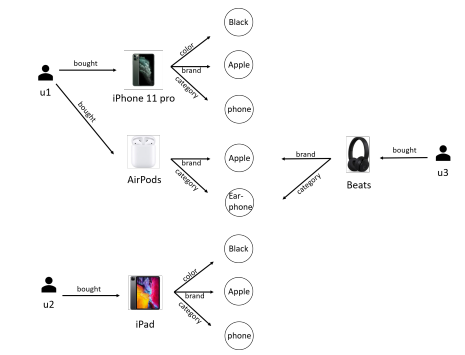 Black
color
bought
brand
Apple
u1
category
iPhone 11 pro
phone
bought
brand
Apple
brand
bought
AirPods
category
category
Beats
u3
Ear-
phone
Black
color
bought
brand
Apple
u2
category
iPad
phone